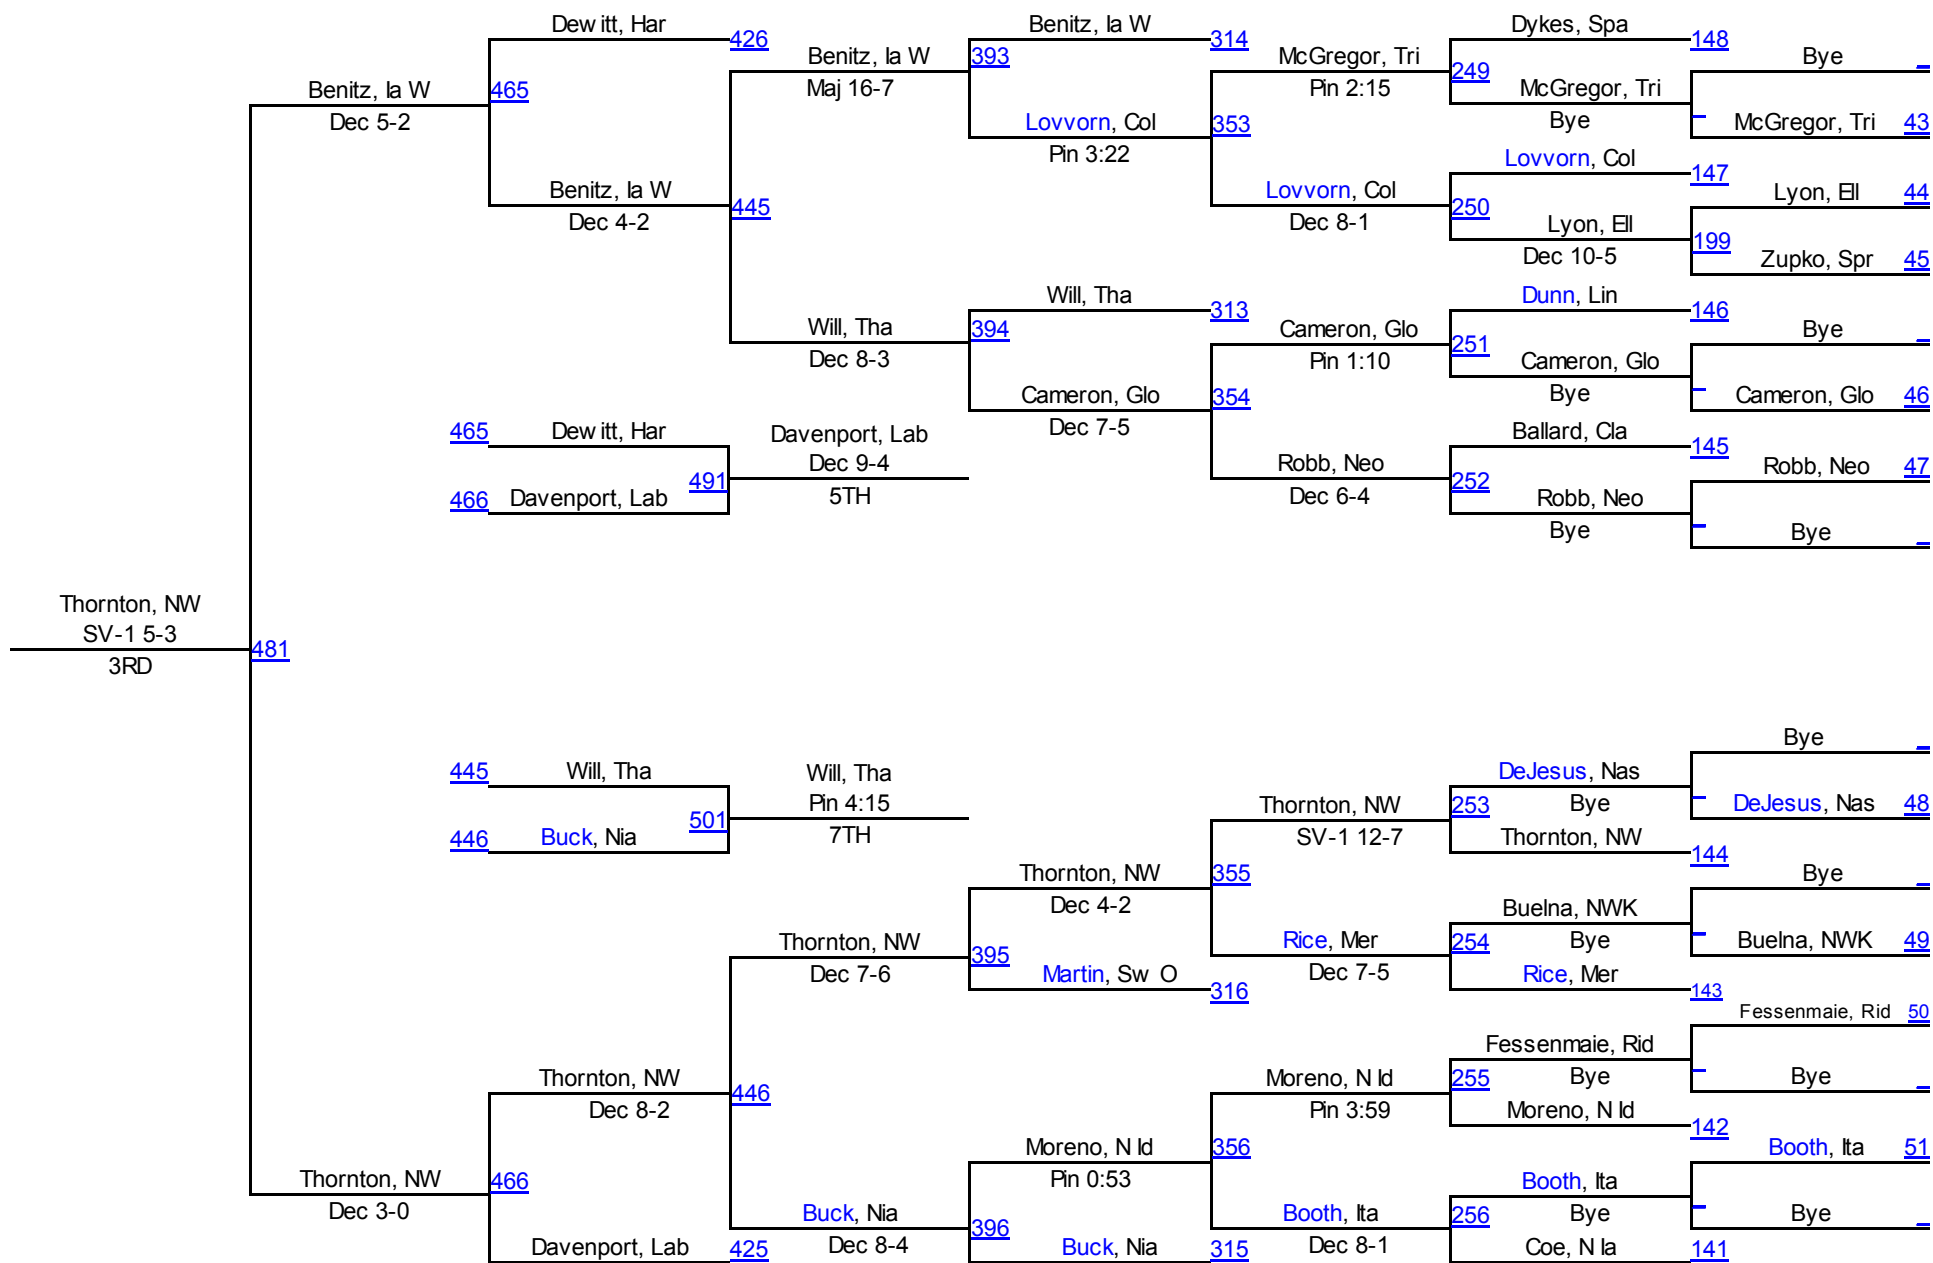 Dewitt, Har
426
Benitz, Ia W
314
Dykes, Spa
148
Bye
Benitz, Ia W
393
McGregor, Tri
249
Maj 16-7
Pin 2:15
McGregor, Tri
Benitz, Ia W
465
Dec 5-2
Lovvorn, Col
353
Bye
McGregor, Tri
43
Pin 3:22
Lovvorn, Col
147
Benitz, Ia W
445
Lovvorn, Col
250
Lyon, Ell
44
Dec 4-2
Dec 8-1
Lyon, Ell
199
Dec 10-5
Zupko, Spr
45
Will, Tha
313
Dunn, Lin
146
Will, Tha
394
Cameron, Glo
251
Bye
Dec 8-3
Pin 1:10
Cameron, Glo
Cameron, Glo
354
Bye
Cameron, Glo
46
465
Dewitt, Har
Davenport, Lab
Dec 7-5
Ballard, Cla
145
Dec 9-4
Robb, Neo
252
Robb, Neo
47
466
Davenport, Lab
491
5TH
Dec 6-4
Robb, Neo
Bye
Bye
Thornton, NW
SV-1 5-3
481
3RD
Bye
445
Will, Tha
Will, Tha
DeJesus, Nas
Pin 4:15
Thornton, NW
253
Bye
DeJesus, Nas
48
446
Buck, Nia
501
7TH
SV-1 12-7
Thornton, NW
144
Thornton, NW
355
Bye
Dec 4-2
Buelna, NWK
Thornton, NW
395
Rice, Mer
254
Bye
Buelna, NWK
49
Dec 7-6
Martin, Sw O
316
Dec 7-5
Rice, Mer
143
Fessenmaie, Rid
50
Fessenmaie, Rid
Thornton, NW
446
Moreno, N Id
255
Bye
Bye
Dec 8-2
Pin 3:59
Moreno, N Id
142
Moreno, N Id
356
Booth, Ita
51
Thornton, NW
466
Pin 0:53
Booth, Ita
Dec 3-0
Buck, Nia
396
Booth, Ita
256
Bye
Bye
Davenport, Lab
425
Dec 8-4
Buck, Nia
315
Dec 8-1
Coe, N Ia
141